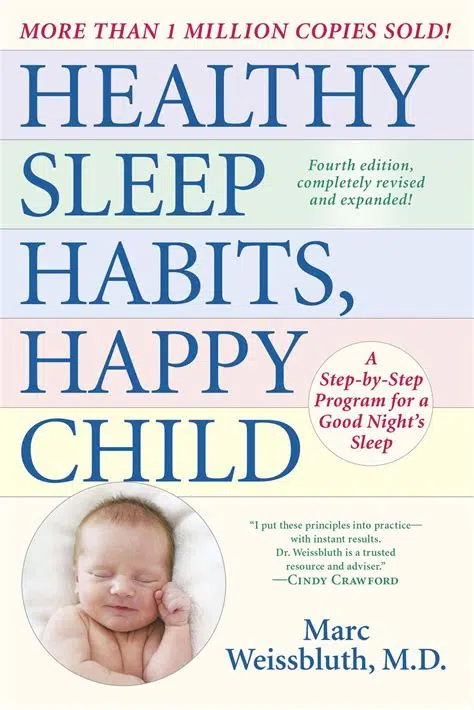 MORE THAN 1 MILLION COPIES SOLD!
HEALTHY
SLEEP
Fourth edition,
completely revised
and expanded!
HABITS,
HAPPY
A
Step-by-Step
Program for a
Good Night's
Sleep
CHILD
"I put these principles into practice—
with instant results.
Dr. Weissbluth is a trusted
resource and adviser."
—CINDY CRAWFORD
Marc
Weissbluth, M.D.